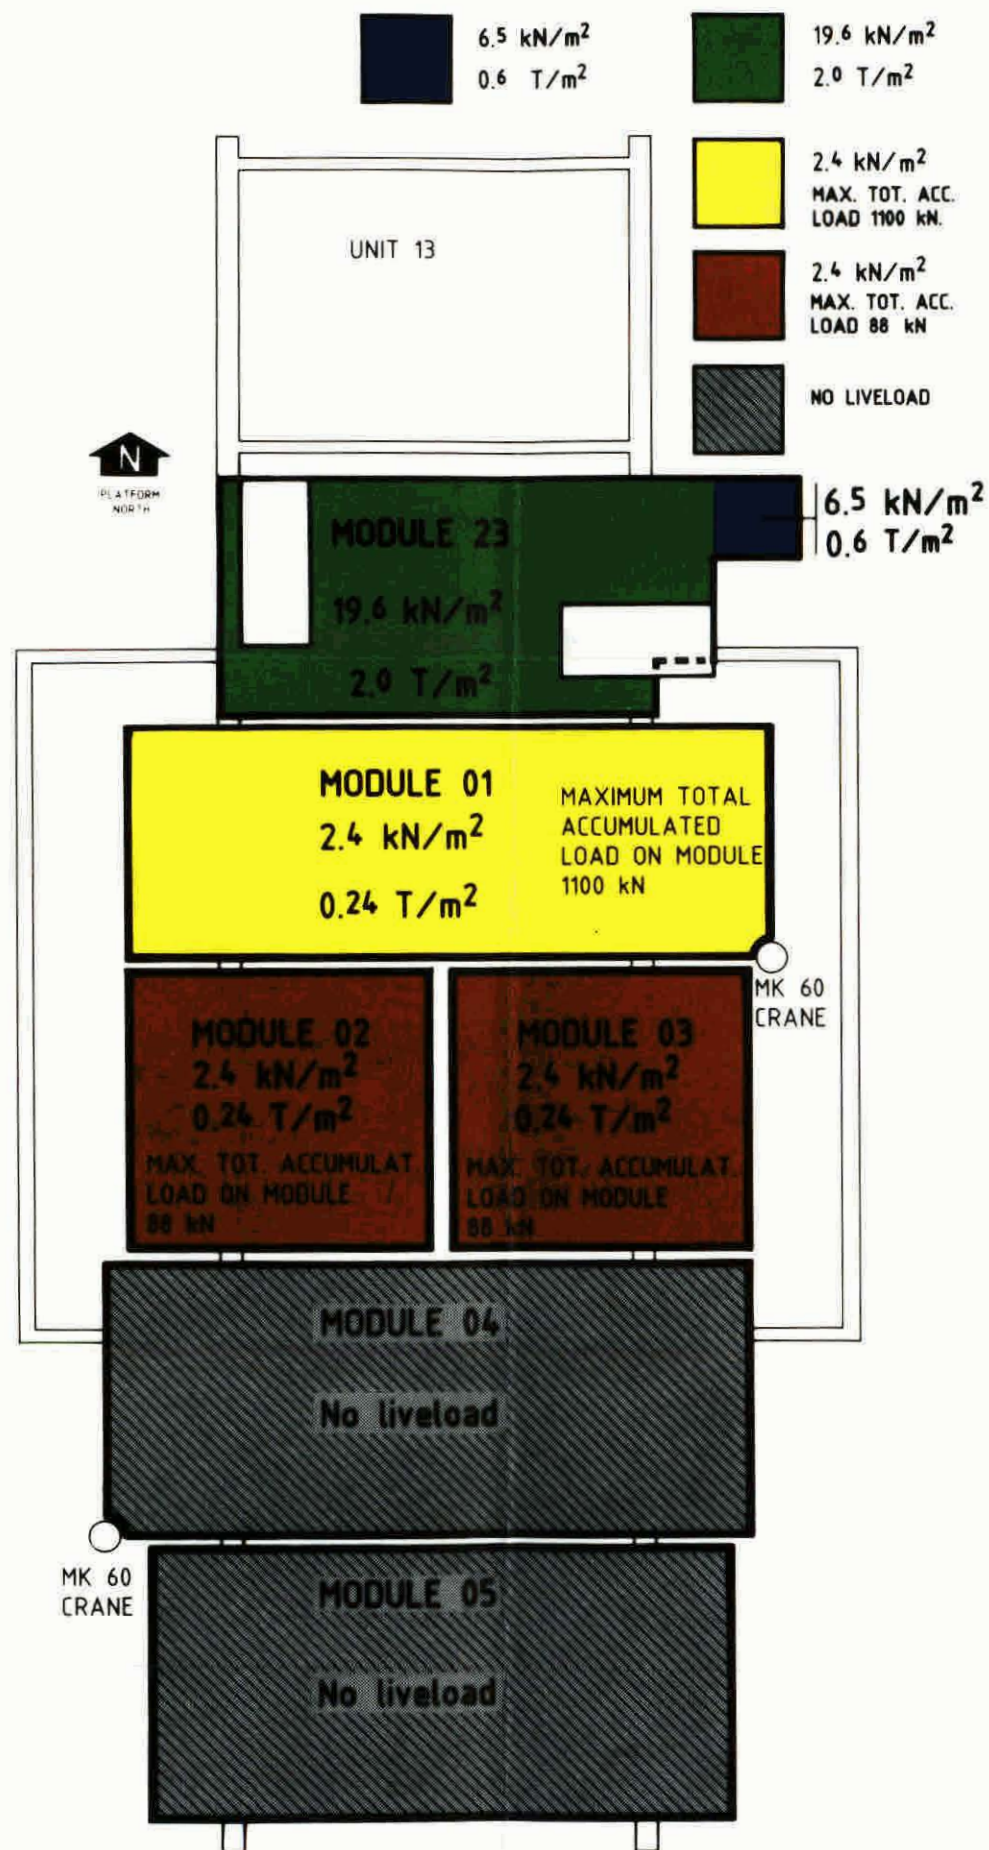 6.5 kN/m²
0.6 T/m²
19.6 kN/m²
2.0 T/m²
2.4 kN/m²
MAX. TOT. ACC.
LOAD 1100 kN.
2.4 kN/m²
MAX. TOT. ACC.
LOAD 88 kN
NO LIVELOAD
UNIT 13
N
PLATFORM
NORTH
MODULE 23
19.6 kN/m²
2.0 T/m²
6.5 kN/m²
0.6 T/m²
MODULE 01
2.4 kN/m²
0.24 T/m²
MAXIMUM TOTAL
ACCUMULATED
LOAD ON MODULE
1100 kN
MK 60
CRANE
MODULE 02
2.4 kN/m²
0.24 T/m²
MAX. TOT. ACCUMULAT.
LOAD ON MODULE
88 kN
MODULE 03
2.4 kN/m²
0.24 T/m²
MAX. TOT. ACCUMULAT.
LOAD ON MODULE
88 kN
MODULE 04
No liveload
MK 60
CRANE
MODULE 05
No liveload